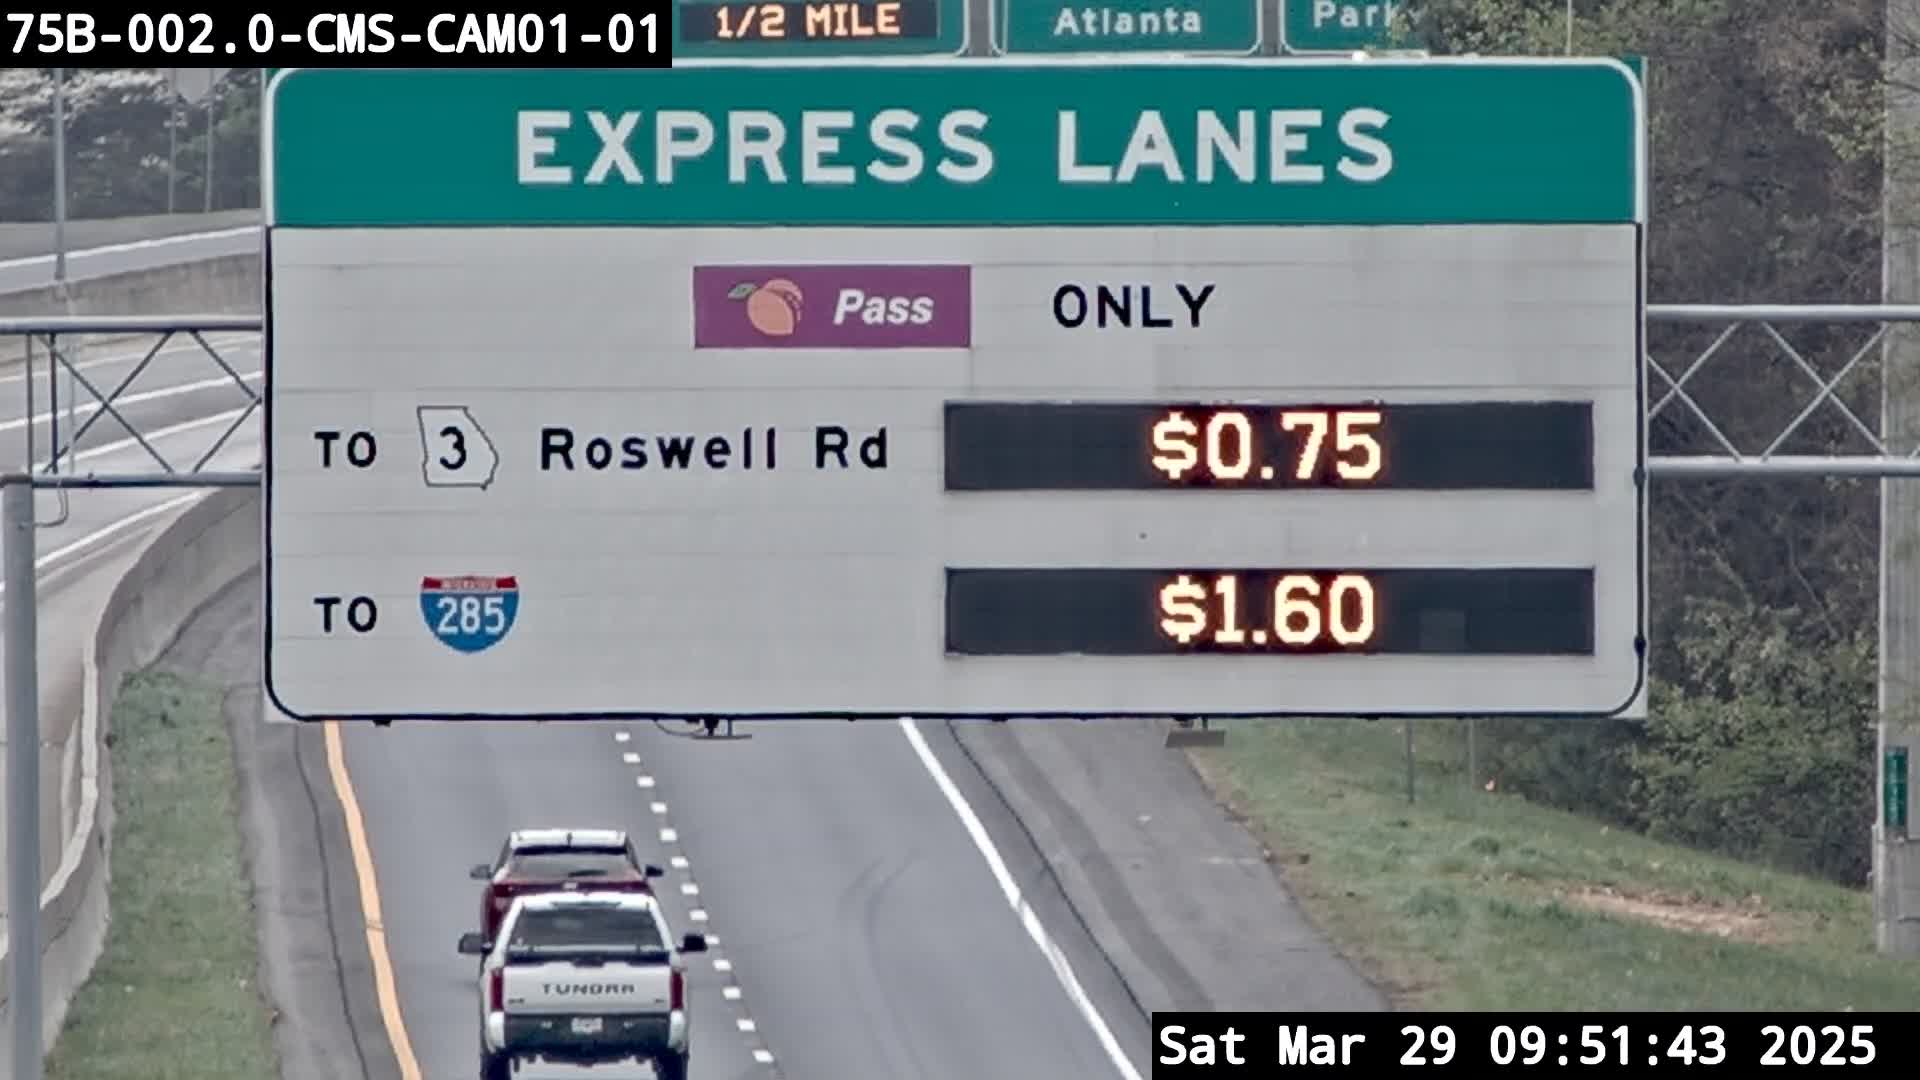 75B-002.0-CMS-CAM01-01
1/2 MILE
Atlanta
EXPRESS LANES
Pass ONLY
TO 3 Roswell Rd $0.75
TO INTERSTATE 285 $1.60
TUNDRA
Sat Mar 29 09:51:43 2025